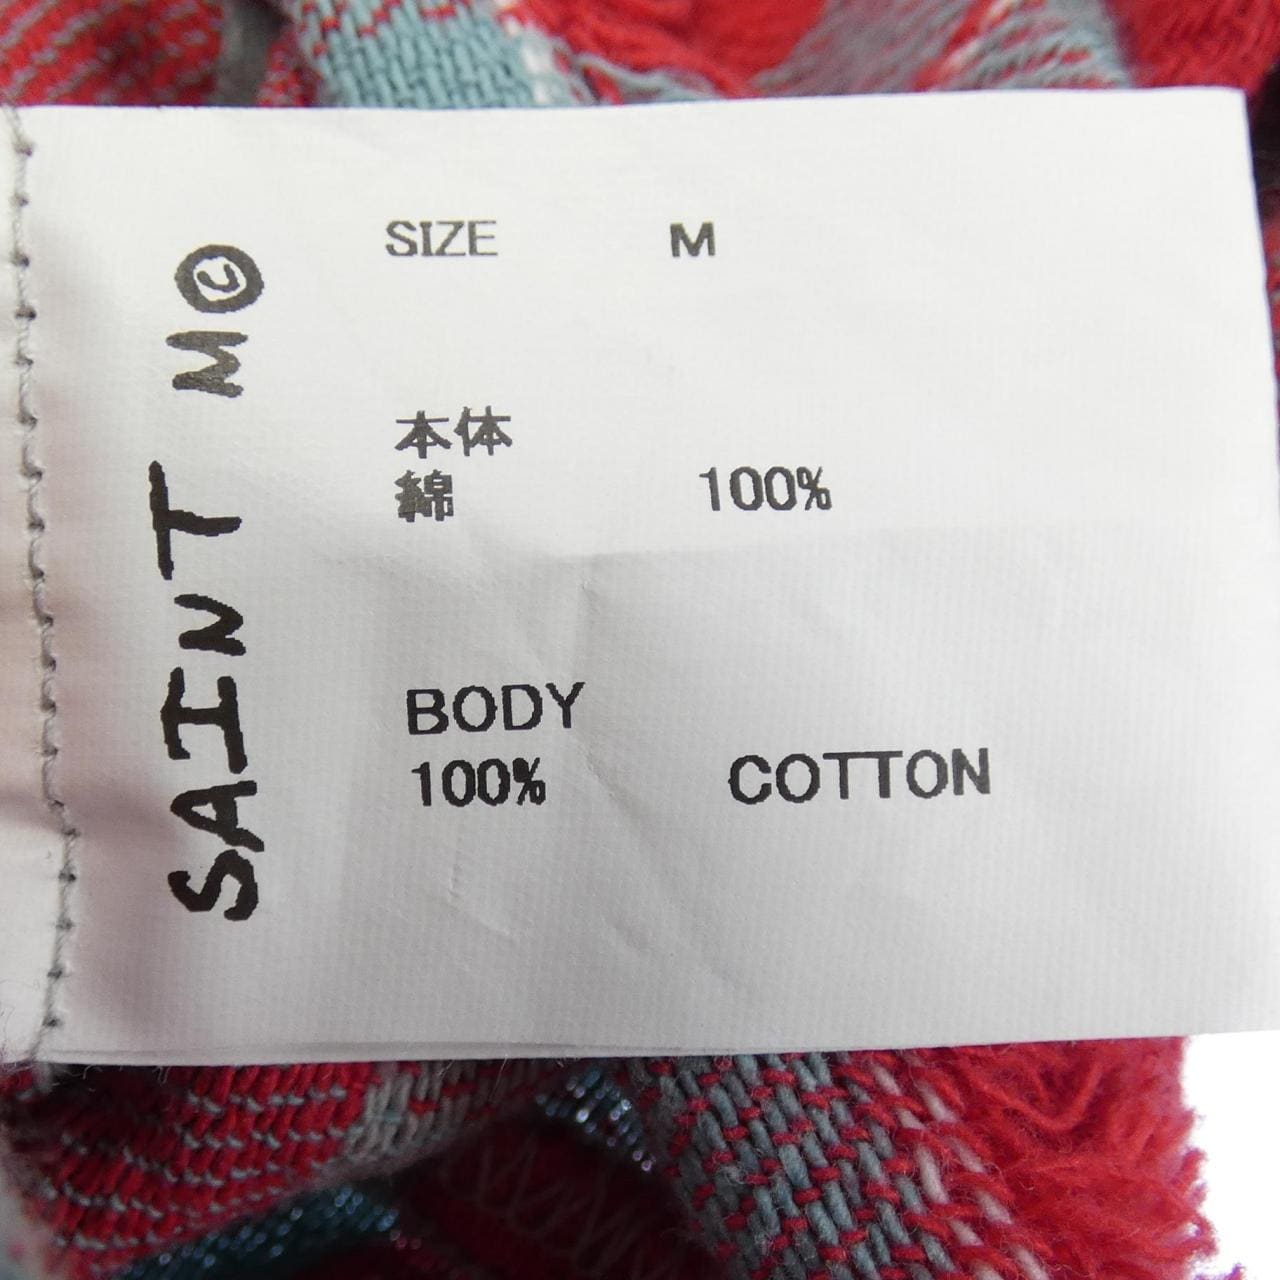 SAINT M©
SIZE M
本体
綿 100%
BODY
100% COTTON